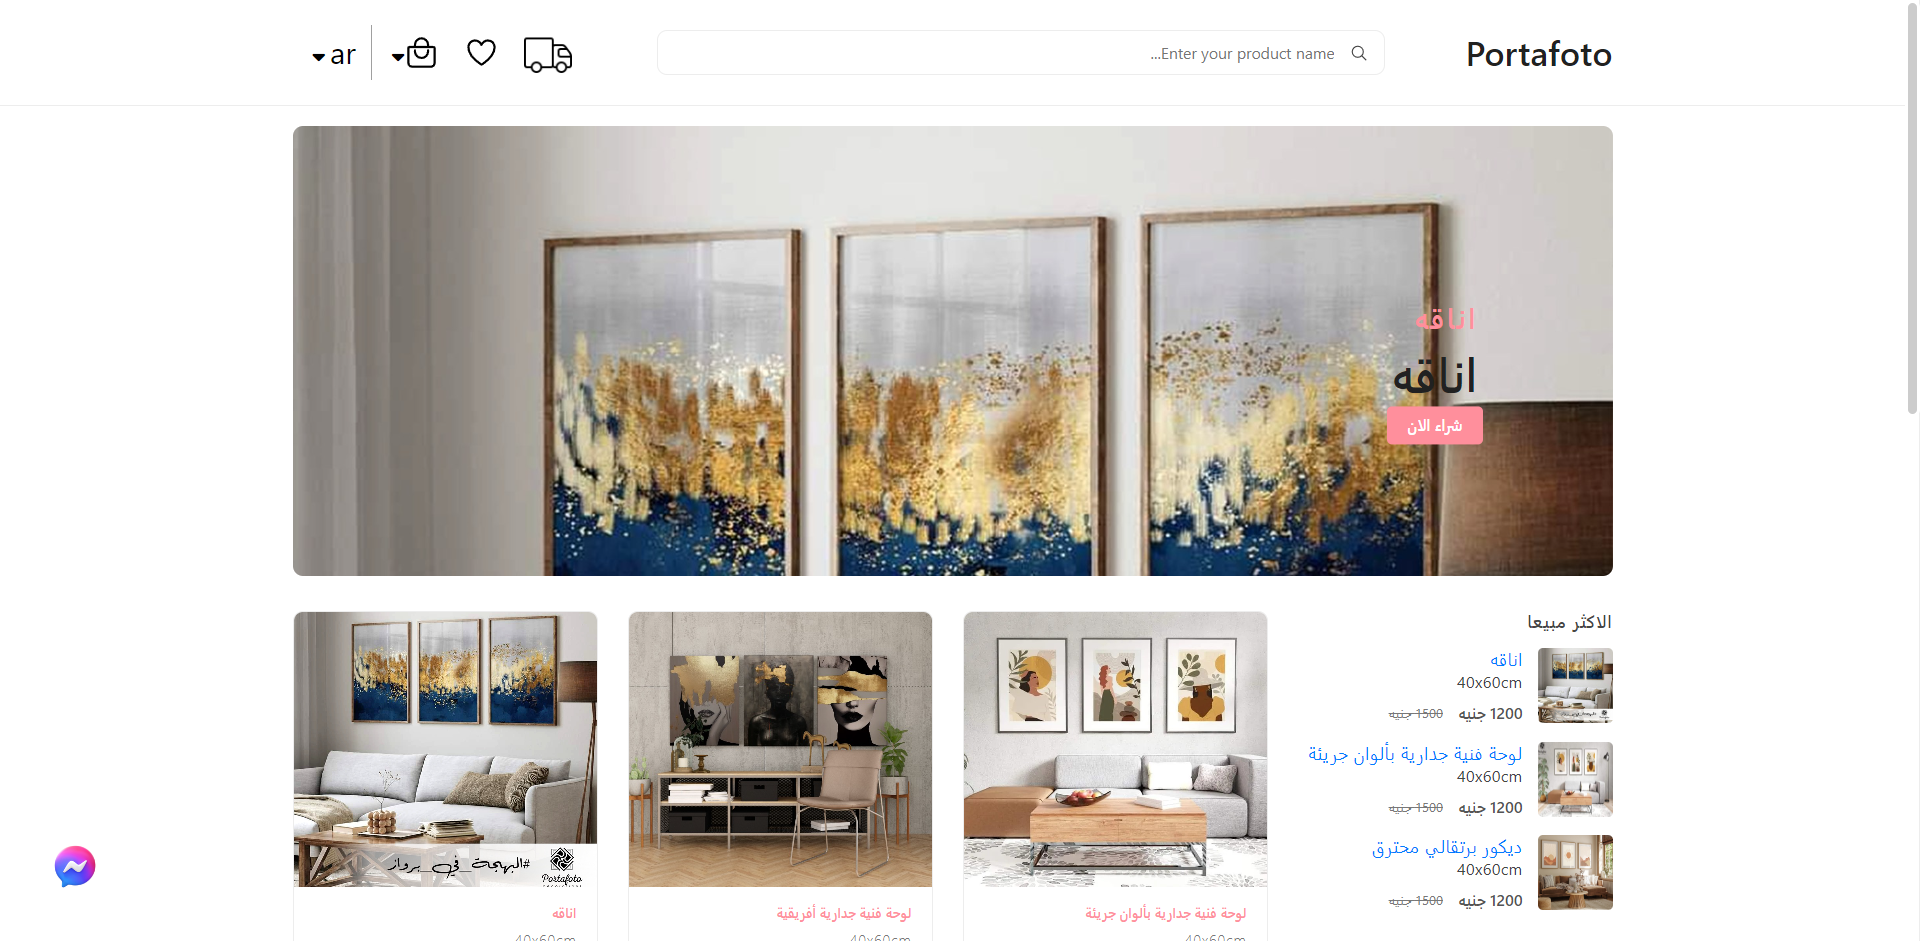 Portafoto
Enter your product name...
ar
اناقه
اناقه
شراء الان
الاكثر مبيعا
اناقه
40x60cm
1200 جنيه 1500 جنيه
لوحة فنية جدارية بألوان جريئة
40x60cm
1200 جنيه 1500 جنيه
ديكور برتقالي محترق
40x60cm
1200 جنيه 1500 جنيه
لوحة فنية جدارية بألوان جريئة
40x60cm
لوحة فنية جدارية أفريقية
40x60cm
#البهجة_في_برواز
Portafoto
اناقه
40x60cm